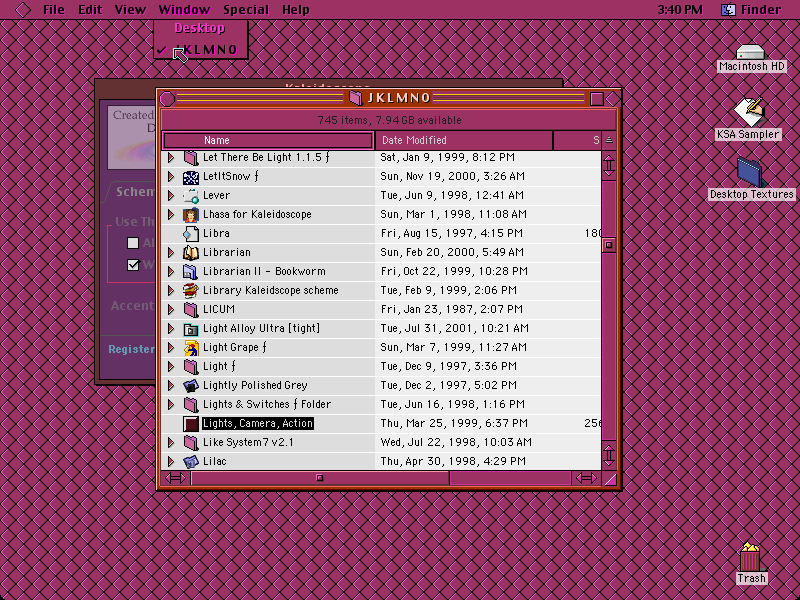 File Edit View Window Special Help 3:40 PM Finder
Desktop
✓ JKLMNO
Macintosh HD
KSA Sampler
Desktop Textures
Trash
Kaleidoscope
Created
D
Schem
Use Th
Al
W
Accent
Register
JKLMNO
745 items, 7.94 GB available
Name Date Modified S
Let There Be Light 1.1.5 ƒ Sat, Jan 9, 1999, 8:12 PM
LetItSnow ƒ Sun, Nov 19, 2000, 3:26 AM
Lever Tue, Jun 9, 1998, 12:41 AM
Lhasa for Kaleidoscope Sun, Mar 1, 1998, 11:08 AM
Libra Fri, Aug 15, 1997, 4:15 PM 180
Librarian Sun, Feb 20, 2000, 5:49 AM
Librarian II - Bookworm Fri, Oct 22, 1999, 10:28 PM
Library Kaleidscope scheme Tue, Feb 9, 1999, 2:06 PM
LICUM Fri, Jan 23, 1987, 2:07 PM
Light Alloy Ultra [tight] Tue, Jul 31, 2001, 10:21 AM
Light Grape ƒ Sun, Mar 7, 1999, 11:27 AM
Light ƒ Tue, Dec 9, 1997, 3:36 PM
Lightly Polished Grey Tue, Dec 2, 1997, 5:02 PM
Lights & Switches ƒ Folder Tue, Jun 16, 1998, 1:16 PM
Lights, Camera, Action Thu, Mar 25, 1999, 6:37 PM 256
Like System7 v2.1 Wed, Jul 22, 1998, 10:03 AM
Lilac Thu, Apr 30, 1998, 4:29 PM